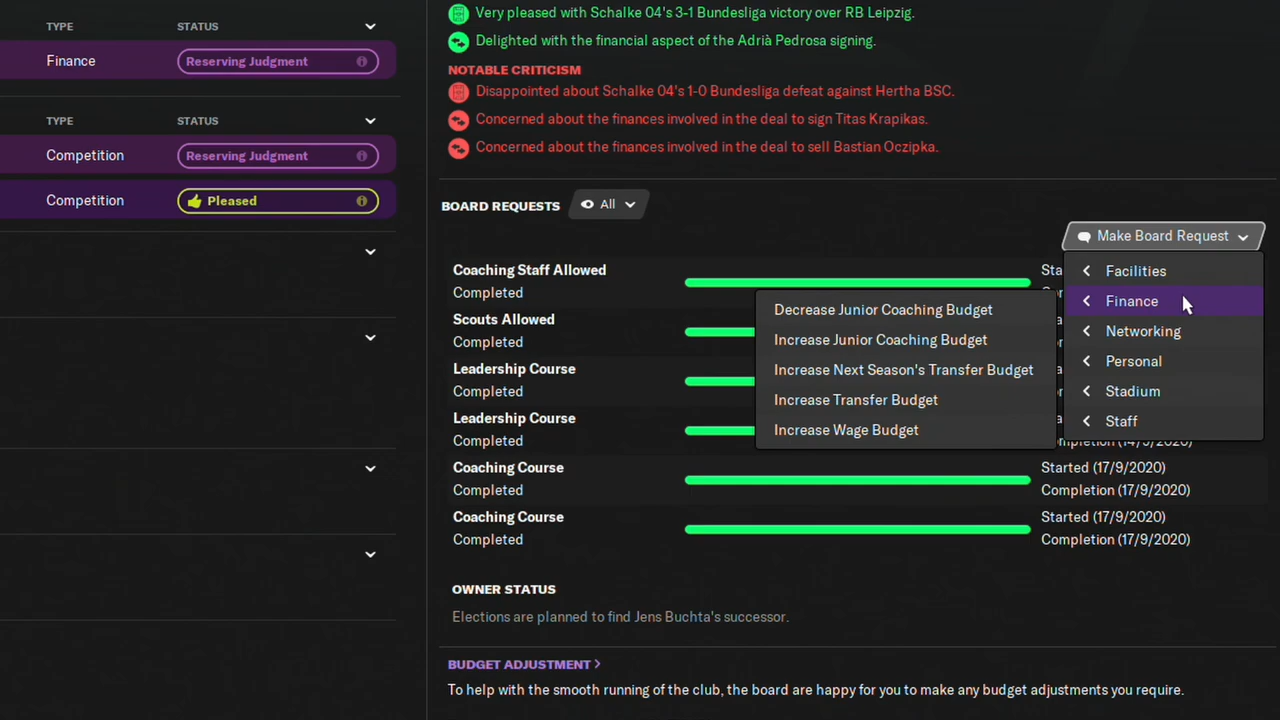 TYPE STATUS
Finance Reserving Judgment
TYPE STATUS
Competition Reserving Judgment
Competition Pleased
Very pleased with Schalke 04's 3-1 Bundesliga victory over RB Leipzig.
Delighted with the financial aspect of the Adrià Pedrosa signing.
NOTABLE CRITICISM
Disappointed about Schalke 04's 1-0 Bundesliga defeat against Hertha BSC.
Concerned about the finances involved in the deal to sign Titas Krapikas.
Concerned about the finances involved in the deal to sell Bastian Oczipka.
BOARD REQUESTS All
Make Board Request
Facilities
Finance
Networking
Personal
Stadium
Staff
Decrease Junior Coaching Budget
Increase Junior Coaching Budget
Increase Next Season's Transfer Budget
Increase Transfer Budget
Increase Wage Budget
Coaching Staff Allowed
Completed
Scouts Allowed
Completed
Leadership Course
Completed
Leadership Course
Completed
Coaching Course Started (17/9/2020)
Completed Completion (17/9/2020)
Coaching Course Started (17/9/2020)
Completed Completion (17/9/2020)
OWNER STATUS
Elections are planned to find Jens Buchta's successor.
BUDGET ADJUSTMENT >
To help with the smooth running of the club, the board are happy for you to make any budget adjustments you require.